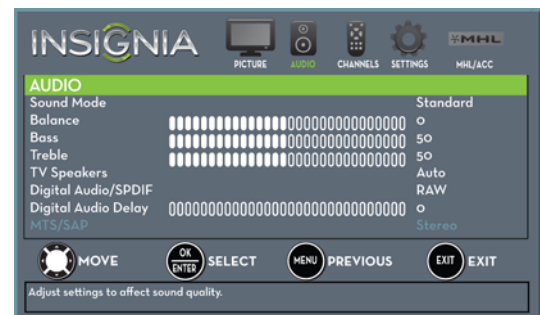 INSIGNIA
PICTURE AUDIO CHANNELS SETTINGS MHL MHL/ACC
AUDIO
Sound Mode Standard
Balance 0
Bass 50
Treble 50
TV Speakers Auto
Digital Audio/SPDIF RAW
Digital Audio Delay 0
MTS/SAP Stereo
MOVE OK ENTER SELECT MENU PREVIOUS EXIT EXIT
Adjust settings to affect sound quality.